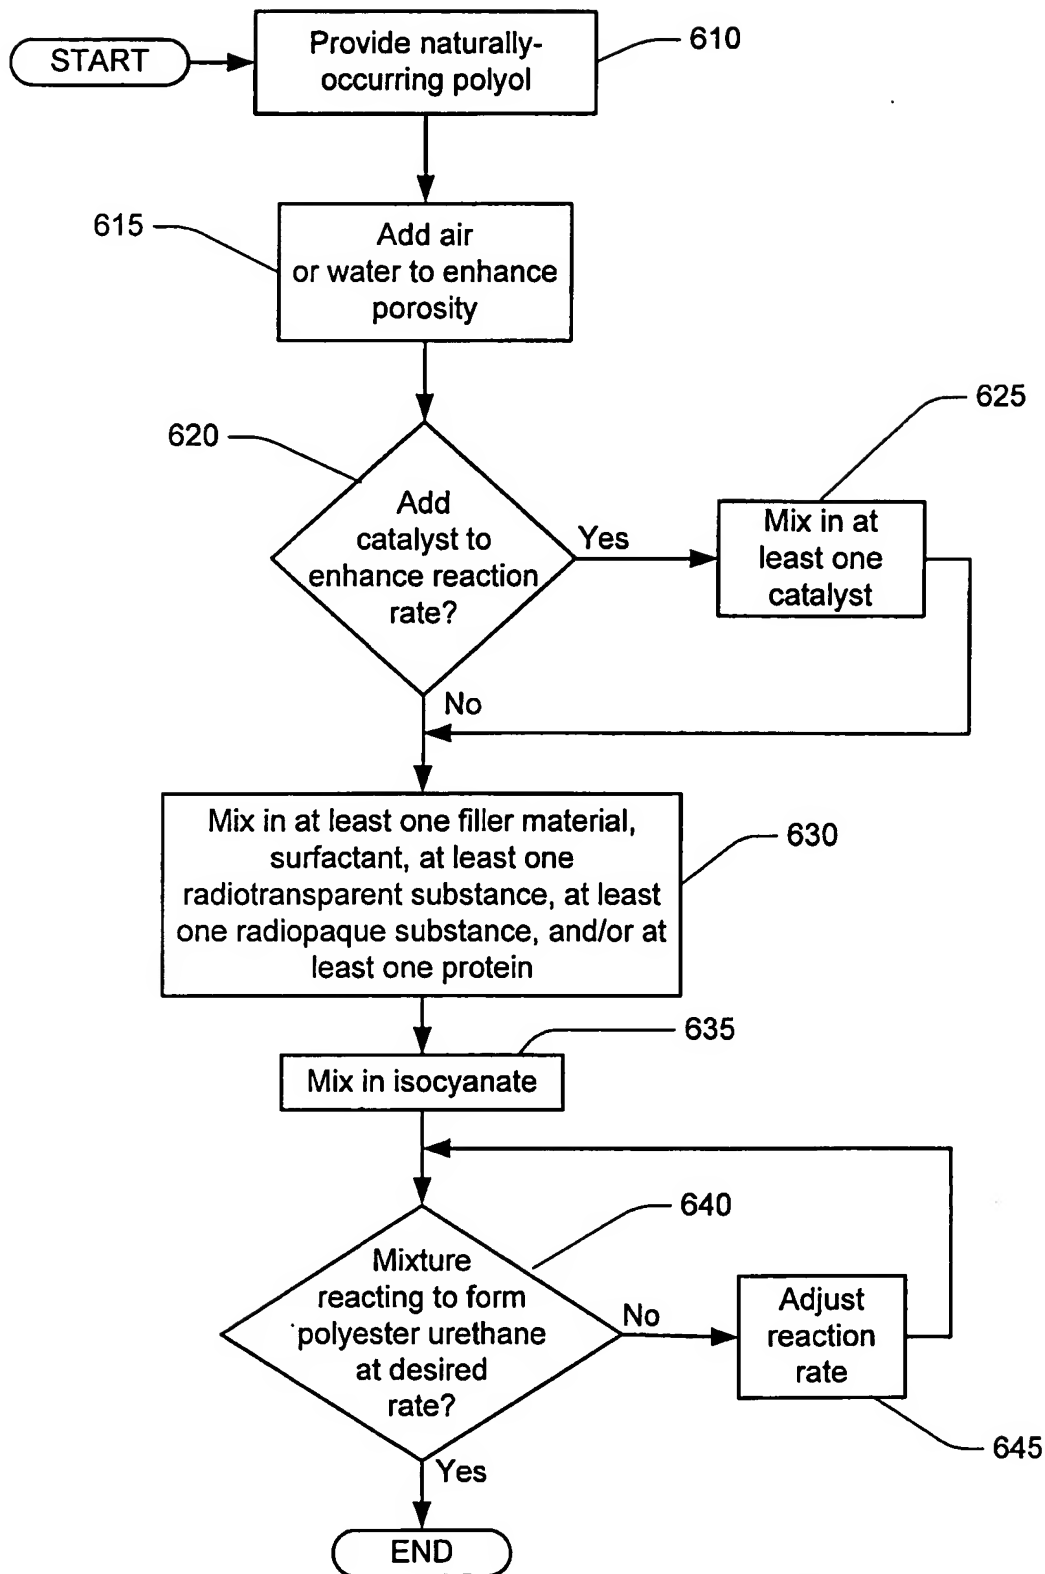 START
Provide naturally-
occurring polyol
610
615
Add air
or water to enhance
porosity
620
Add
catalyst to
enhance reaction
rate?
Yes
625
Mix in at
least one
catalyst
No
Mix in at least one filler material,
surfactant, at least one
radiotransparent substance, at least
one radiopaque substance, and/or at
least one protein
630
635
Mix in isocyanate
640
Mixture
reacting to form
polyester urethane
at desired
rate?
No
Adjust
reaction
rate
645
Yes
END